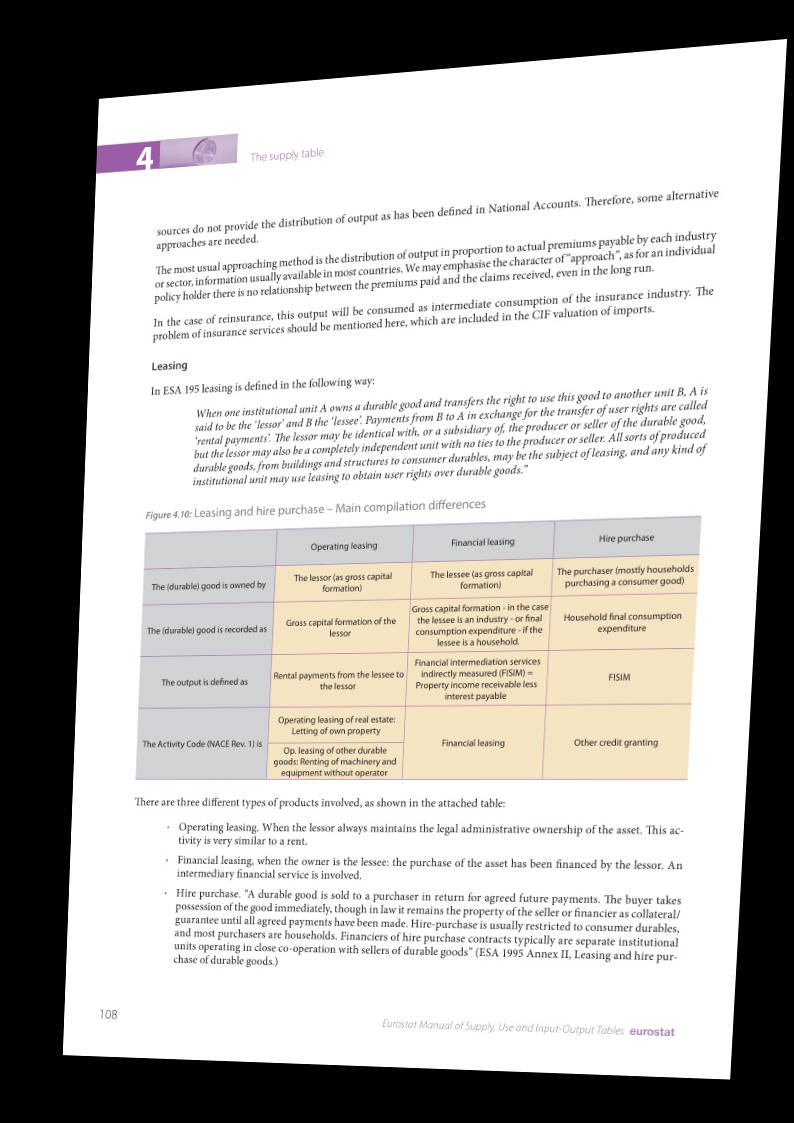 4
The supply table
sources do not provide the distribution of output as has been defined in National Accounts. Therefore, some alternative
approaches are needed.
The most usual approaching method is the distribution of output in proportion to actual premiums payable by each industry
or sector, information usually available in most countries. We may emphasise the character of "approach", as for an individual
policy holder there is no relationship between the premiums paid and the claims received, even in the long run.
In the case of reinsurance, this output will be consumed as intermediate consumption of the insurance industry. The
problem of insurance services should be mentioned here, which are included in the CIF valuation of imports.
Leasing
In ESA 195 leasing is defined in the following way:
When one institutional unit A owns a durable good and transfers the right to use this good to another unit B, A is
said to be the 'lessor' and B the 'lessee'. Payments from B to A in exchange for the transfer of user rights are called
'rental payments'. The lessor may be identical with, or a subsidiary of, the producer or seller of the durable good,
but the lessor may also be a completely independent unit with no ties to the producer or seller. All sorts of produced
durable goods, from buildings and structures to consumer durables, may be the subject of leasing, and any kind of
institutional unit may use leasing to obtain user rights over durable goods."
Figure 4.10: Leasing and hire purchase – Main compilation differences
Operating leasing
Financial leasing
Hire purchase
The (durable) good is owned by
The lessor (as gross capital
formation)
The lessee (as gross capital
formation)
The purchaser (mostly households
purchasing a consumer good)
The (durable) good is recorded as
Gross capital formation of the
lessor
Gross capital formation - in the case
the lessee is an industry - or final
consumption expenditure - if the
lessee is a household.
Household final consumption
expenditure
The output is defined as
Rental payments from the lessee to
the lessor
Financial intermediation services
indirectly measured (FISIM) =
Property income receivable less
interest payable
FISIM
The Activity Code (NACE Rev. 1) is
Operating leasing of real estate:
Letting of own property
Op. leasing of other durable
goods: Renting of machinery and
equipment without operator
Financial leasing
Other credit granting
There are three different types of products involved, as shown in the attached table:
· Operating leasing. When the lessor always maintains the legal administrative ownership of the asset. This ac-
tivity is very similar to a rent.
· Financial leasing, when the owner is the lessee: the purchase of the asset has been financed by the lessor. An
intermediary financial service is involved.
· Hire purchase. "A durable good is sold to a purchaser in return for agreed future payments. The buyer takes
possession of the good immediately, though in law it remains the property of the seller or financier as collateral/
guarantee until all agreed payments have been made. Hire-purchase is usually restricted to consumer durables,
and most purchasers are households. Financiers of hire purchase contracts typically are separate institutional
units operating in close co-operation with sellers of durable goods" (ESA 1995 Annex II, Leasing and hire pur-
chase of durable goods.)
108
Eurostat Manual of Supply, Use and Input-Output Tables eurostat